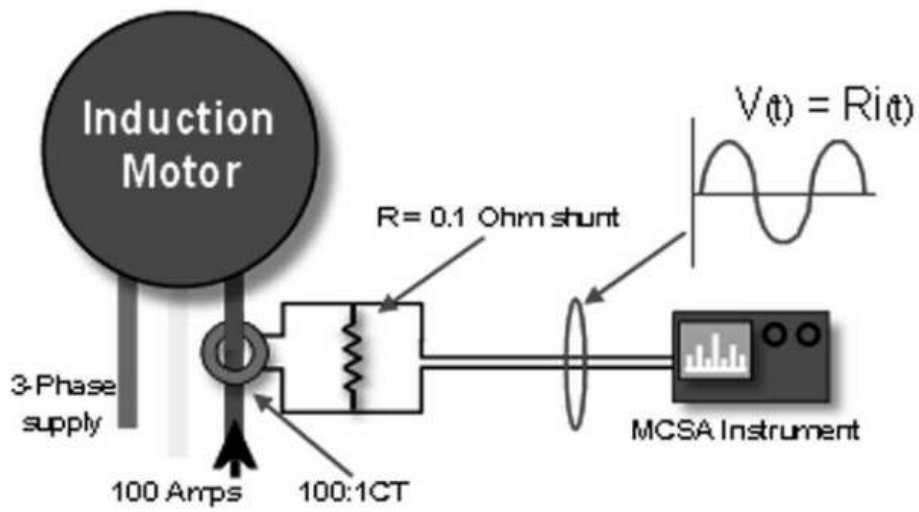 Induction
Motor
V(t) = Ri(t)
R= 0.1 Ohm shunt
3-Phase
supply
MCSA Instrument
100 Amps
100:1CT